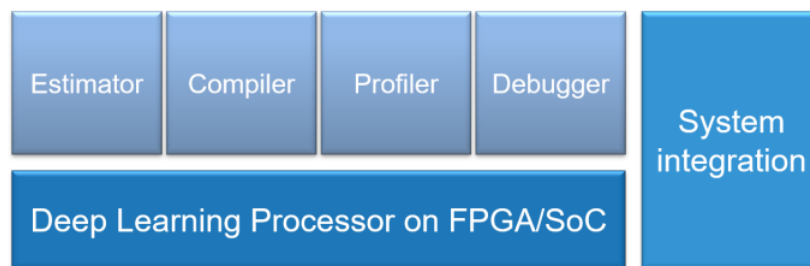 Estimator
Compiler
Profiler
Debugger
System
integration
Deep Learning Processor on FPGA/SoC